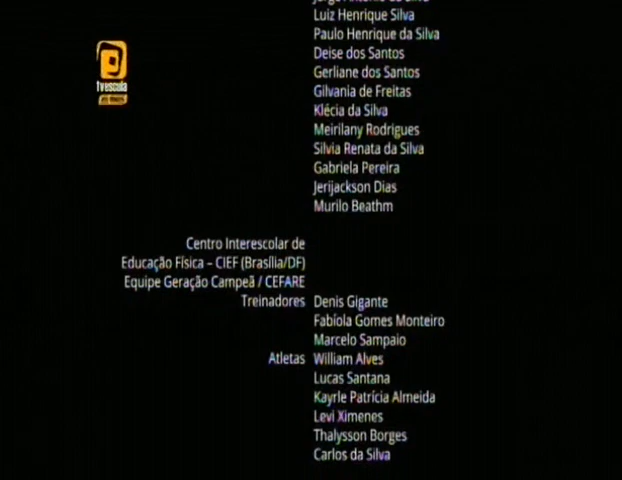 Luiz Henrique Silva
Paulo Henrique da Silva
tvescola
Deise dos Santos
Gerliane dos Santos
Gilvania de Freitas
Klécia da Silva
Meirilany Rodrigues
Silvia Renata da Silva
Gabriela Pereira
Jerijackson Dias
Murilo Beathm
Centro Interescolar de
Educação Física – CIEF (Brasília/DF)
Equipe Geração Campeã / CEFARE
Treinadores Denis Gigante
Fabíola Gomes Monteiro
Marcelo Sampaio
Atletas William Alves
Lucas Santana
Kayrle Patrícia Almeida
Levi Ximenes
Thalysson Borges
Carlos da Silva